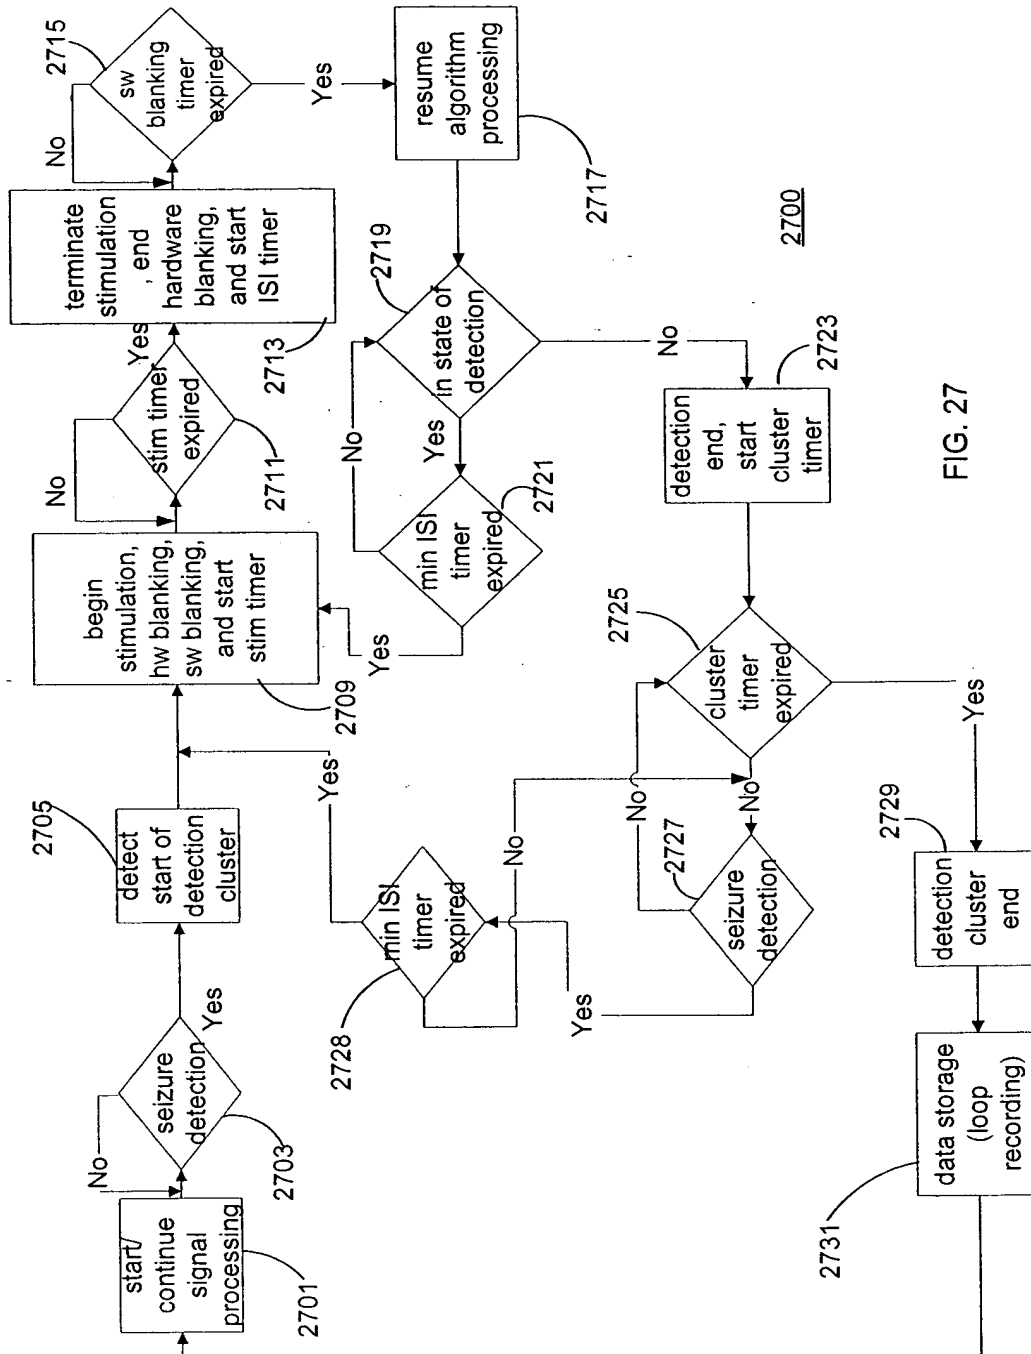 start/
continue
signal
processing
2701
No
seizure
detection
2703
Yes
detect
start of
detection
cluster
2705
begin
stimulation,
hw blanking,
sw blanking,
and start
stim timer
2709
No
stim timer
expired
2711
Yes
terminate
stimulation
, end
hardware
blanking,
and start
ISI timer
2713
No
sw
blanking
timer
expired
2715
Yes
resume
algorithm
processing
2717
in state of
detection
2719
Yes
No
min ISI
timer
expired
2721
Yes
No
detection
end,
start
cluster
timer
2723
cluster
timer
expired
2725
No
seizure
detection
2727
No
Yes
min ISI
timer
expired
2728
Yes
No
Yes
detection
cluster
end
2729
data storage
(loop
recording)
2731
2700
FIG. 27